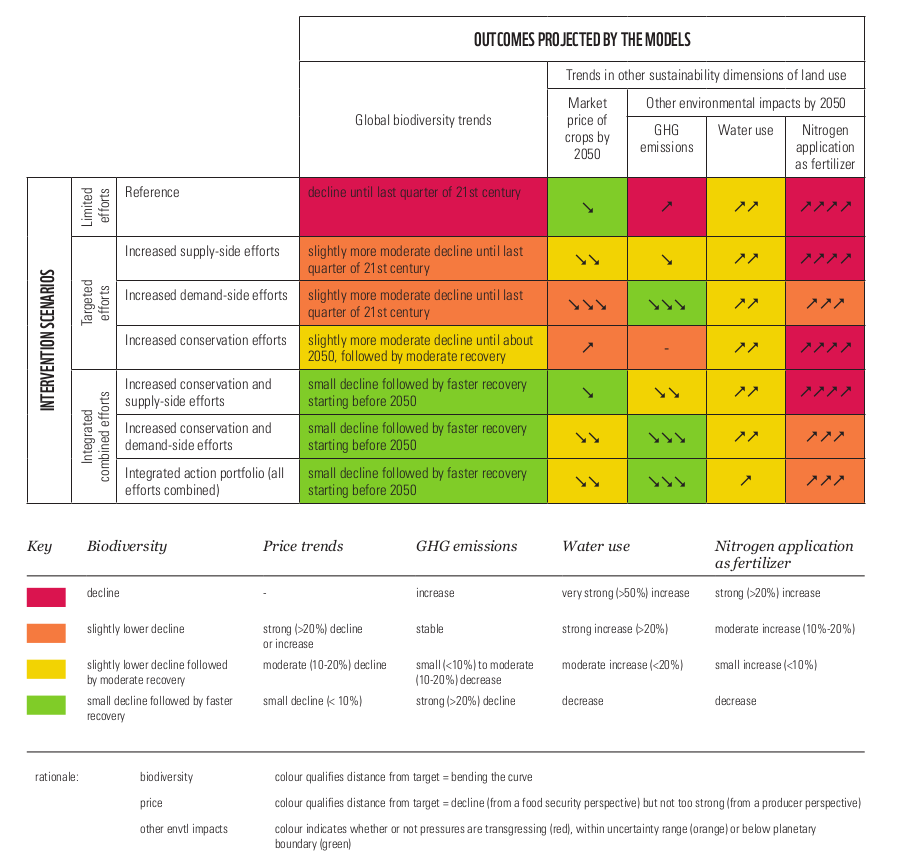 OUTCOMES PROJECTED BY THE MODELS
Trends in other sustainability dimensions of land use
Global biodiversity trends
Market
price of
crops by
2050
Other environmental impacts by 2050
GHG
emissions
Water use
Nitrogen
application
as fertilizer
INTERVENTION SCENARIOS
Limited
efforts
Reference
decline until last quarter of 21st century
↘
↗
↗↗
↗↗↗↗
Targeted
efforts
Increased supply-side efforts
slightly more moderate decline until last
quarter of 21st century
↘↘
↘
↗↗
↗↗↗↗
Increased demand-side efforts
slightly more moderate decline until last
quarter of 21st century
↘↘↘
↘↘↘
↗↗
↗↗↗
Increased conservation efforts
slightly more moderate decline until about
2050, followed by moderate recovery
↗
-
↗↗
↗↗↗↗
Integrated
combined efforts
Increased conservation and
supply-side efforts
small decline followed by faster recovery
starting before 2050
↘
↘↘
↗↗
↗↗↗↗
Increased conservation and
demand-side efforts
small decline followed by faster recovery
starting before 2050
↘↘
↘↘↘
↗↗
↗↗↗
Integrated action portfolio (all
efforts combined)
small decline followed by faster recovery
starting before 2050
↘↘
↘↘↘
↗
↗↗↗
Key
Biodiversity
Price trends
GHG emissions
Water use
Nitrogen application
as fertilizer
decline
-
increase
very strong (>50%) increase
strong (>20%) increase
slightly lower decline
strong (>20%) decline
or increase
stable
strong increase (>20%)
moderate increase (10%-20%)
slightly lower decline followed
by moderate recovery
moderate (10-20%) decline
small (<10%) to moderate
(10-20%) decrease
moderate increase (<20%)
small increase (<10%)
small decline followed by faster
recovery
small decline (< 10%)
strong (>20%) decline
decrease
decrease
rationale:
biodiversity
colour qualifies distance from target = bending the curve
price
colour qualifies distance from target = decline (from a food security perspective) but not too strong (from a producer perspective)
other envtl impacts
colour indicates whether or not pressures are transgressing (red), within uncertainty range (orange) or below planetary
boundary (green)